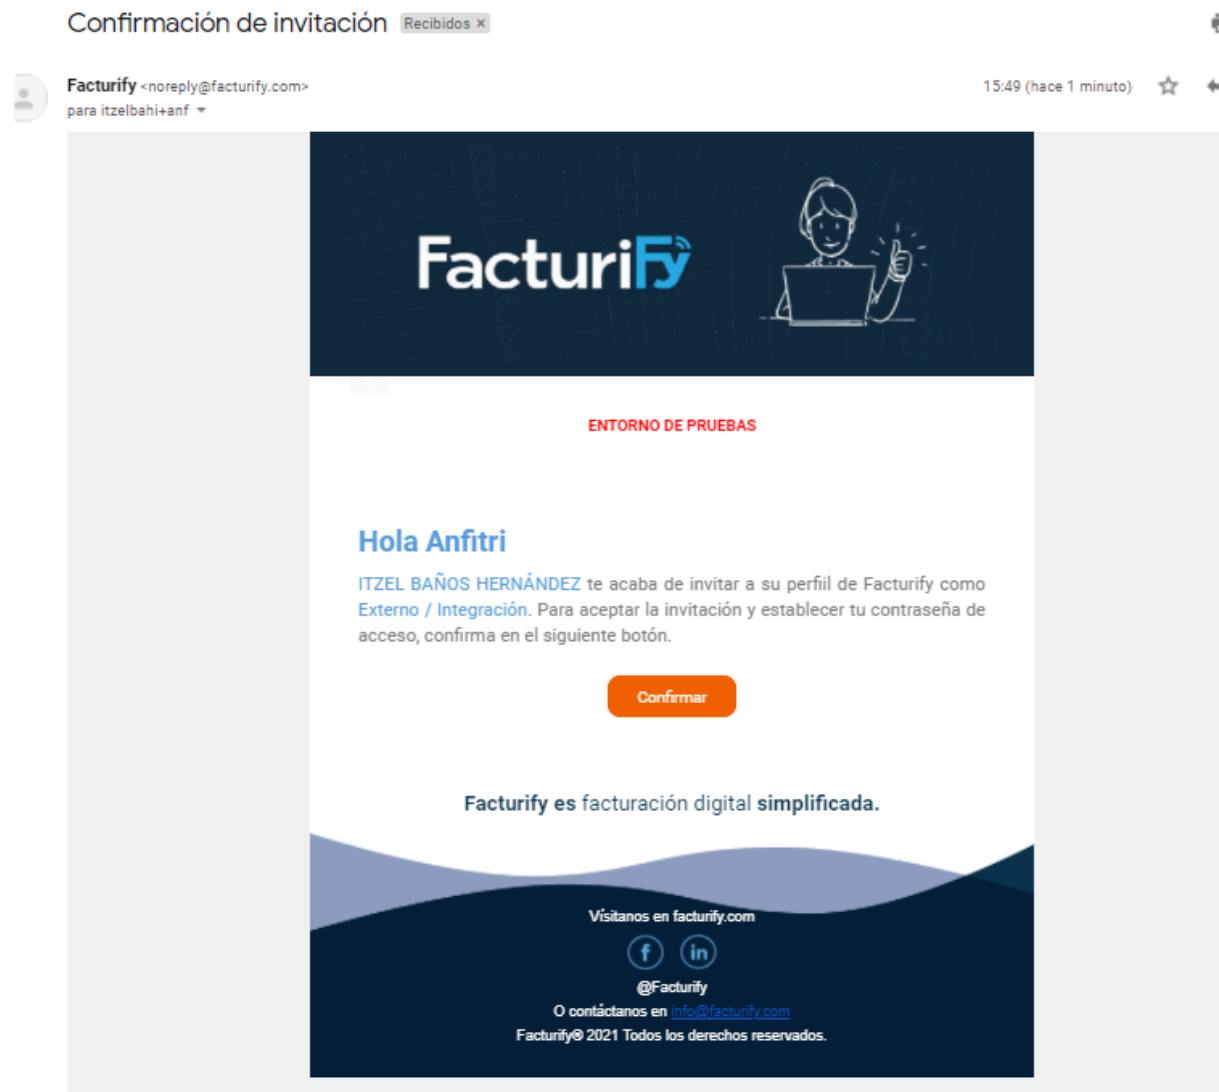 Confirmación de invitación Recibidos ×
Facturify <noreply@facturify.com> 15:49 (hace 1 minuto)
para itzelbahi+anf
FacturiFy
ENTORNO DE PRUEBAS
Hola Anfitri
ITZEL BAÑOS HERNÁNDEZ te acaba de invitar a su perfiil de Facturify como
Externo / Integración. Para aceptar la invitación y establecer tu contraseña de
acceso, confirma en el siguiente botón.
Confirmar
Facturify es facturación digital simplificada.
Vísitanos en facturify.com
f in
@Facturify
O contáctanos en info@facturify.com
Facturify® 2021 Todos los derechos reservados.